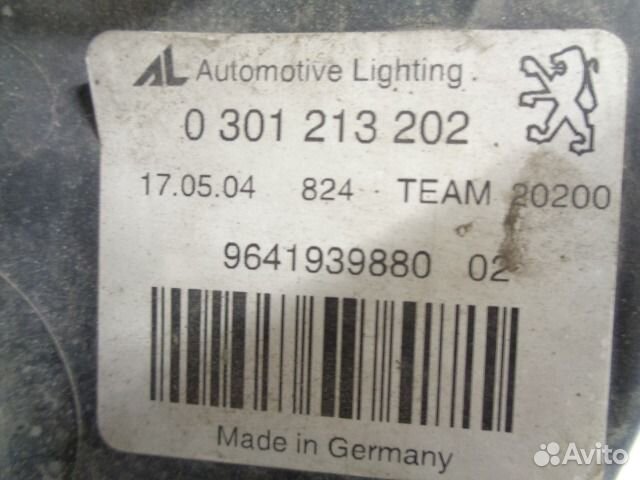 AL Automotive Lighting
0 301 213 202
17.05.04 824 TEAM 20200
9641939880 02
Made in Germany
Avito